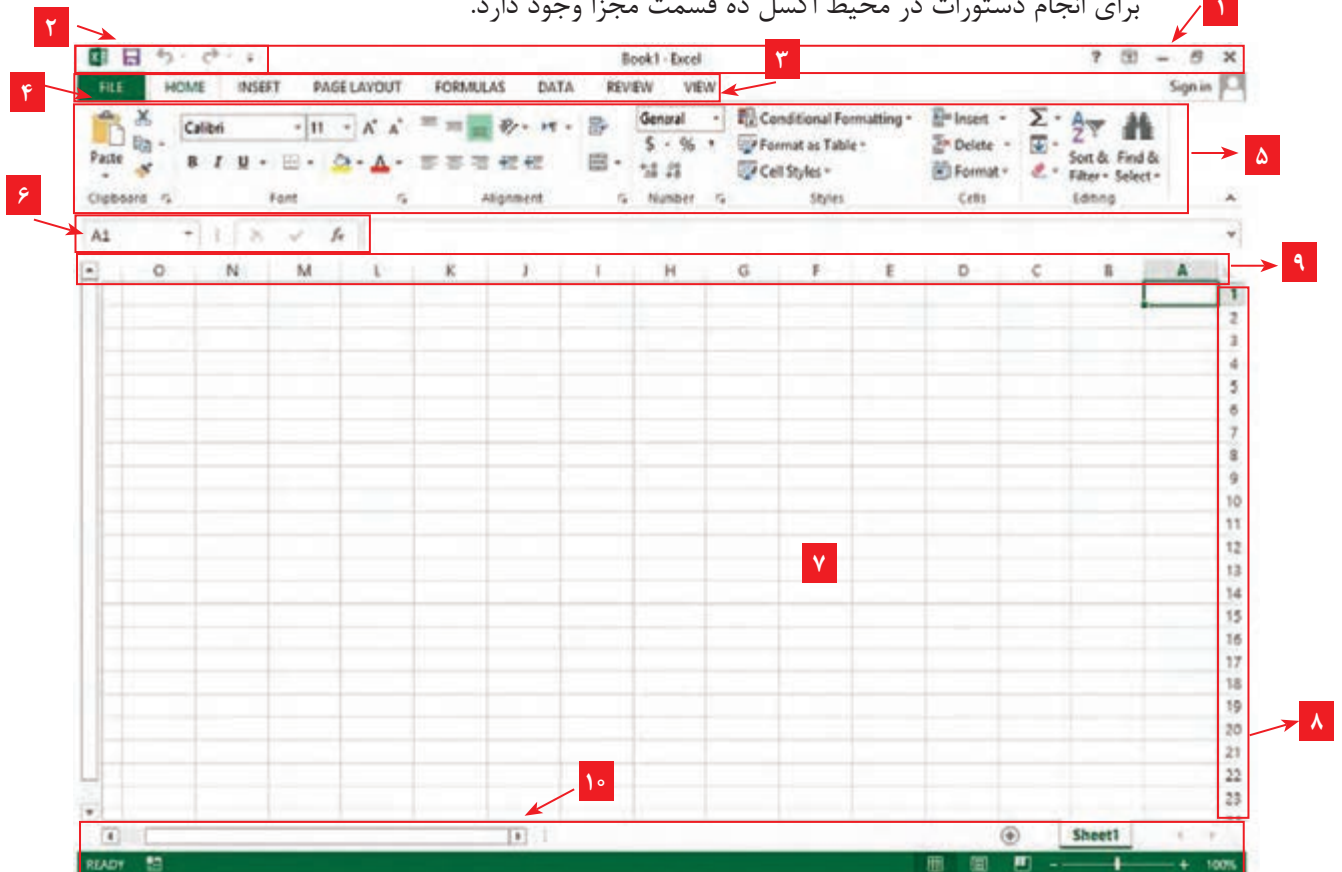 برای انجام دستورات در محیط اکسل ده قسمت مجزا وجود دارد.
۱
۲
Book1 - Excel
?
۳
۴
FILE HOME INSERT PAGE LAYOUT FORMULAS DATA REVIEW VIEW
Sign in
Calibri 11
General
Conditional Formatting
Insert
Σ
Paste
B I U
$ - % ,
Format as Table
Delete
Sort & Find &
Cell Styles
Format
Filter - Select
۵
Clipboard Font Alignment Number Styles Cells Editing
۶
A1
fx
O N M L K J I H G F E D C B A
۹
1
2
3
4
5
6
7
8
9
10
11
12
۷
13
14
15
16
17
18
19
20
۸
21
22
23
۱۰
Sheet1
READY
100%